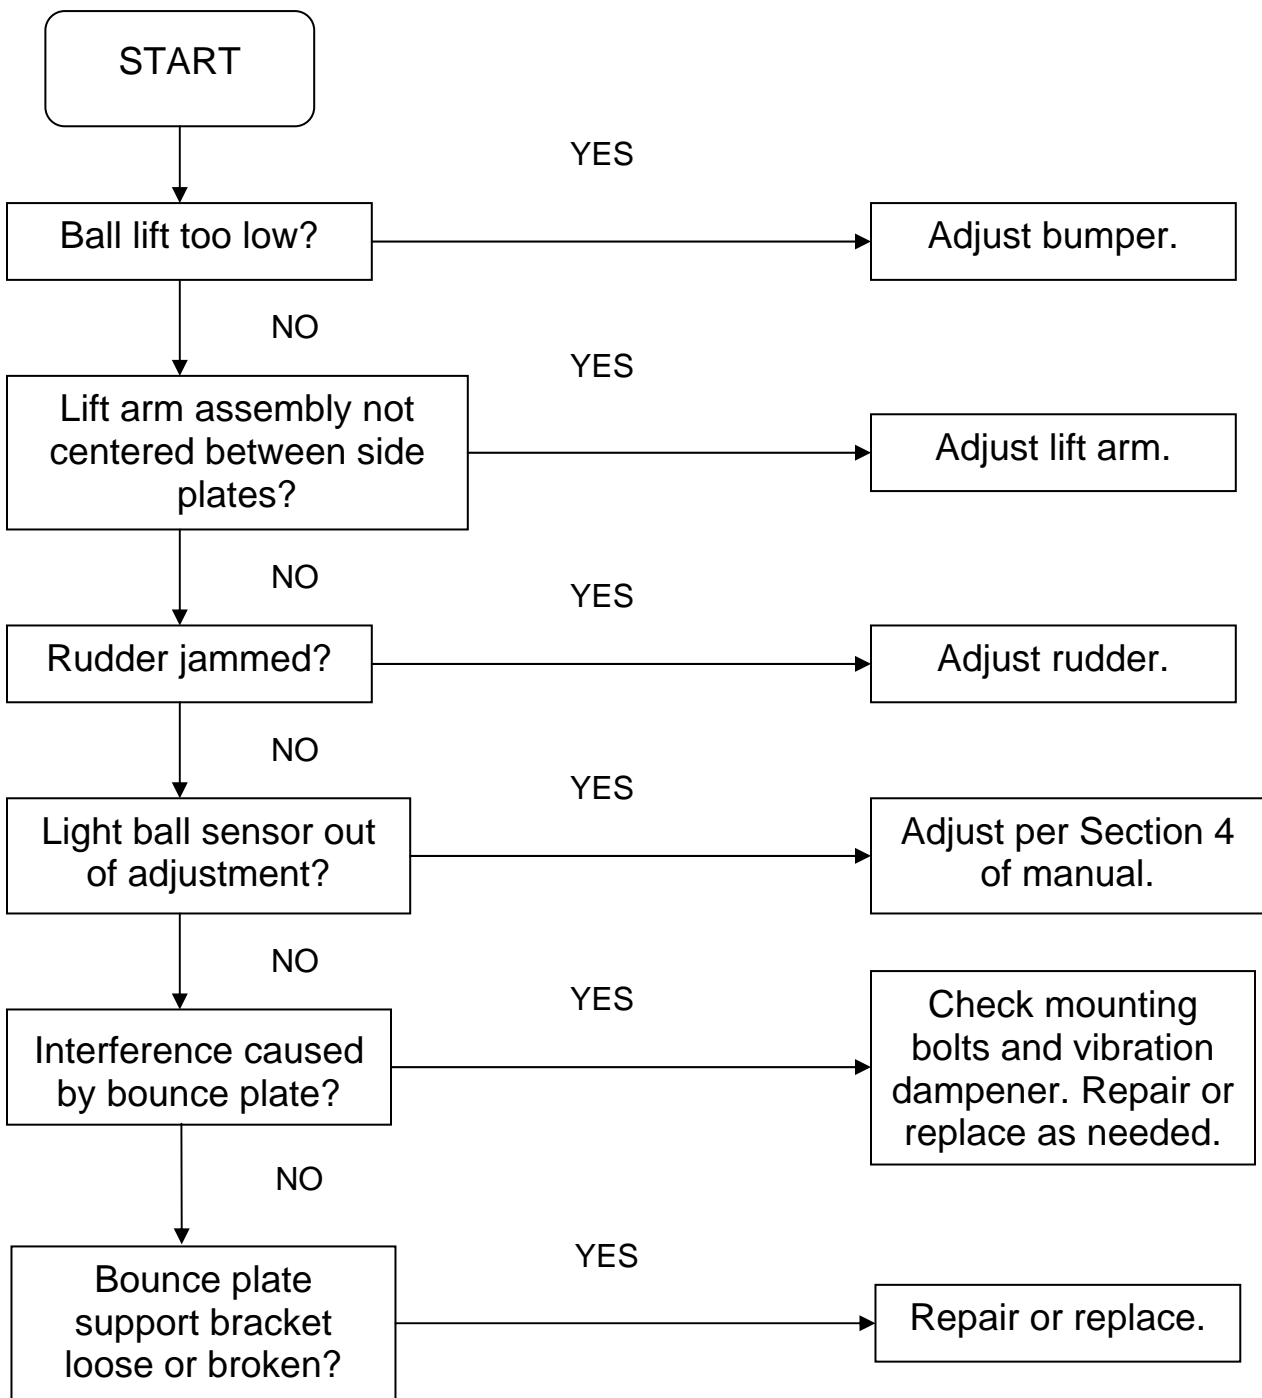 START
YES
Ball lift too low?
Adjust bumper.
NO
YES
Lift arm assembly not
centered between side
plates?
Adjust lift arm.
NO
YES
Rudder jammed?
Adjust rudder.
NO
YES
Light ball sensor out
of adjustment?
Adjust per Section 4
of manual.
NO
YES
Interference caused
by bounce plate?
Check mounting
bolts and vibration
dampener. Repair or
replace as needed.
NO
YES
Bounce plate
support bracket
loose or broken?
Repair or replace.